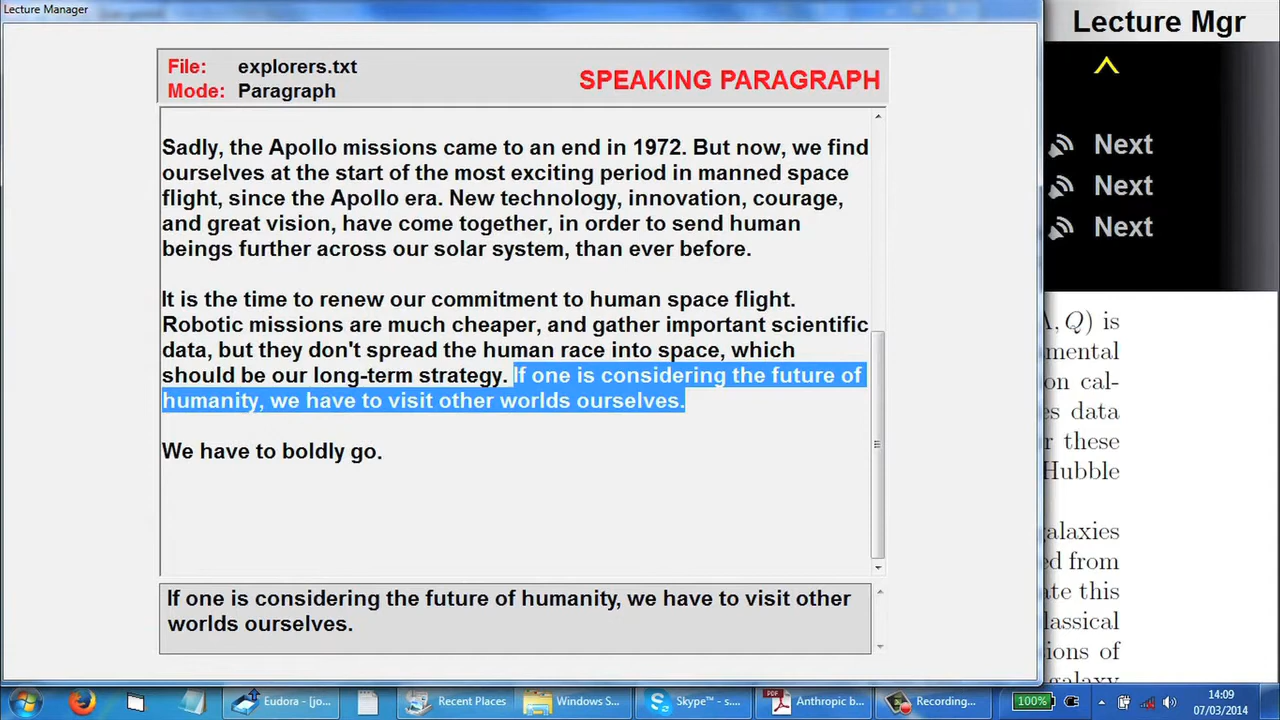 Lecture Manager
Lecture Mgr
File: explorers.txt
Mode: Paragraph
SPEAKING PARAGRAPH
Sadly, the Apollo missions came to an end in 1972. But now, we find
ourselves at the start of the most exciting period in manned space
flight, since the Apollo era. New technology, innovation, courage,
and great vision, have come together, in order to send human
beings further across our solar system, than ever before.
It is the time to renew our commitment to human space flight.
Robotic missions are much cheaper, and gather important scientific
data, but they don't spread the human race into space, which
should be our long-term strategy. If one is considering the future of
humanity, we have to visit other worlds ourselves.
We have to boldly go.
If one is considering the future of humanity, we have to visit other
worlds ourselves.
Next
Next
Next
, Q) is
mental
on cal-
es data
r these
Hubble
alaxies
ed from
ate this
lassical
ions of
galaxy
Eudora - [jo...
Recent Places
Windows S...
Skype™ - s...
Anthropic b...
Recording...
100%
14:09
07/03/2014